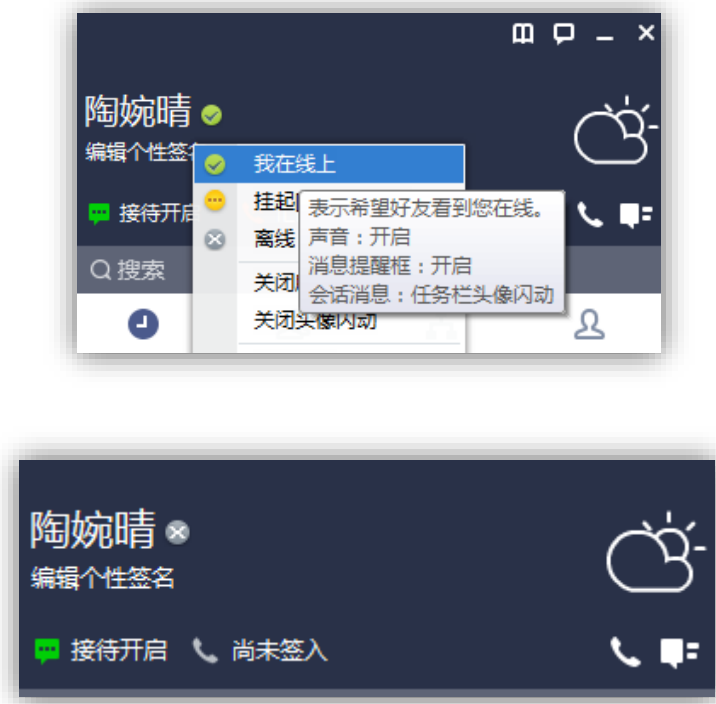 陶婉晴
编辑个性签
我在线上
挂起
接待开启
表示希望好友看到您在线。
离线
声音：开启
搜索
消息提醒框：开启
关闭
会话消息：任务栏头像闪动
关闭头像闪动
陶婉晴
编辑个性签名
接待开启
尚未签入